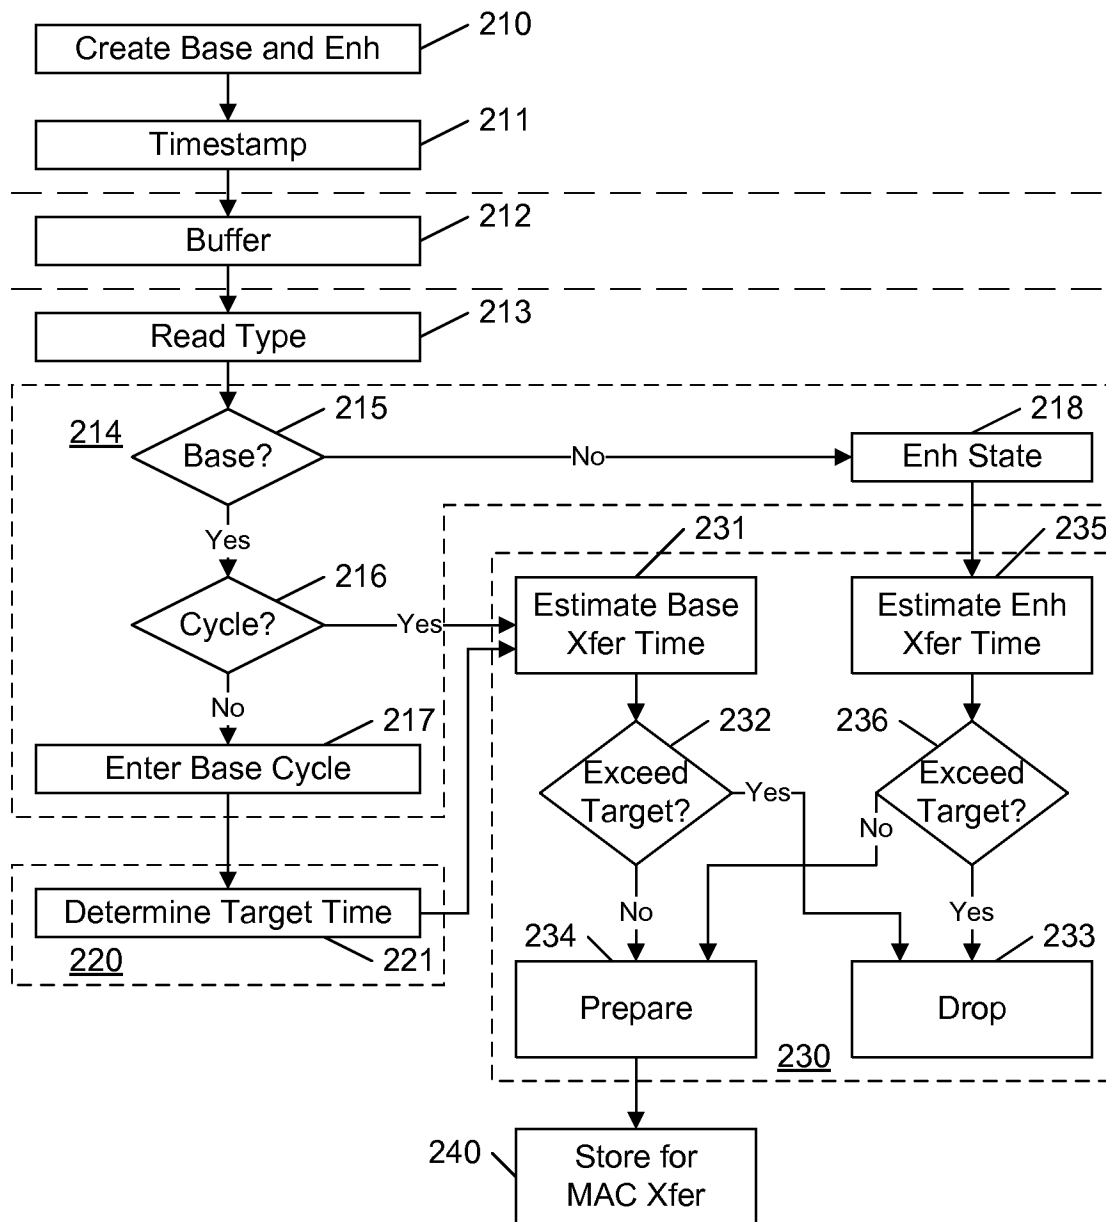 210
Create Base and Enh
211
Timestamp
212
Buffer
213
Read Type
215
214
Base?
No
218
Enh State
Yes
231
235
216
Cycle?
Yes
Estimate Base
Xfer Time
Estimate Enh
Xfer Time
No
217
Enter Base Cycle
232
236
Exceed
Target?
Yes
Exceed
Target?
No
Determine Target Time
220
221
No
Yes
234
233
Prepare
Drop
230
240
Store for
MAC Xfer